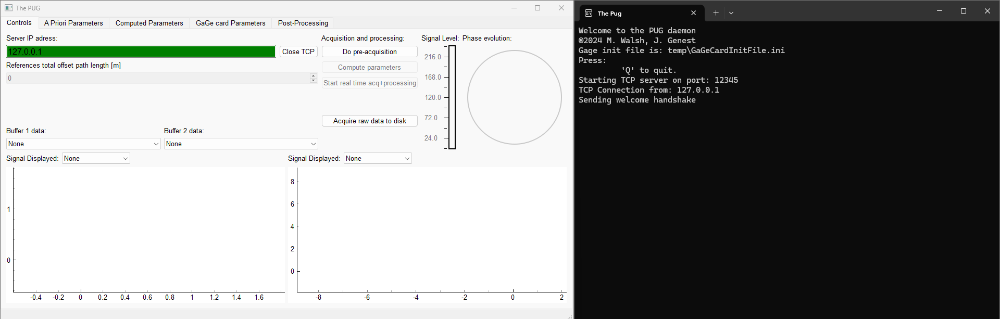 The PUG
Controls
A Priori Parameters
Computed Parameters
GaGe card Parameters
Post-Processing
Server IP adress:
127.0.0.1
Close TCP
References total offset path length [m]
0
Acquisition and processing:
Do pre-acquisition
Compute parameters
Start real time acq+processing
Acquire raw data to disk
Signal Level:
216.0
168.0
120.0
72.0
24.0
Phase evolution:
Buffer 1 data:
None
Buffer 2 data:
None
Signal Displayed: None
1
0
-0.4 -0.2 0 0.2 0.4 0.6 0.8 1 1.2 1.4 1.6
Signal Displayed: None
8
6
4
2
0
-8 -6 -4 -2 0 2
The Pug
Welcome to the PUG daemon
®2024 M. Walsh, J. Genest
Gage init file is: temp\GaGeCardInitFile.ini
Press:
'Q' to quit.
Starting TCP server on port: 12345
TCP Connection from: 127.0.0.1
Sending welcome handshake